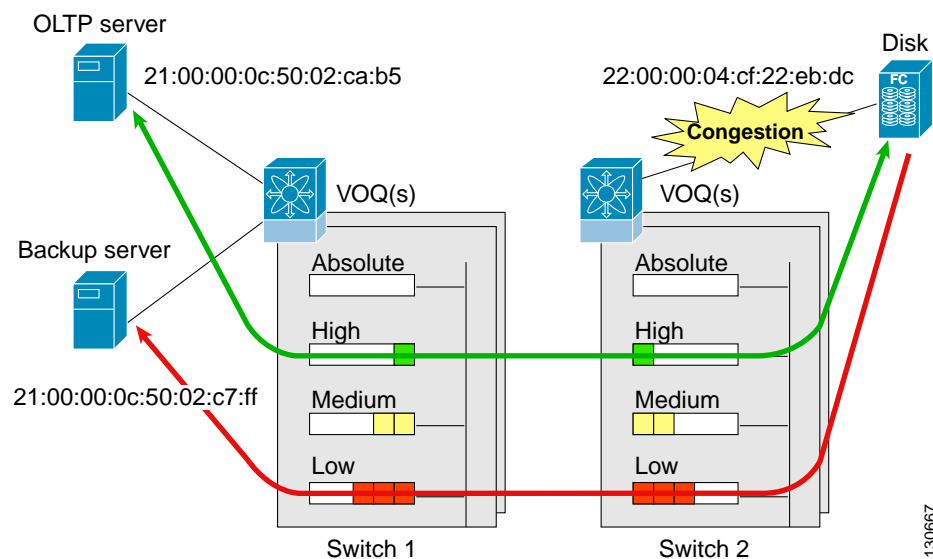 OLTP server
21:00:00:0c:50:02:ca:b5
Backup server
21:00:00:0c:50:02:c7:ff
VOQ(s)
Absolute
High
Medium
Low
Switch 1
22:00:00:04:cf:22:eb:dc
Disk
FC
Congestion
VOQ(s)
Absolute
High
Medium
Low
Switch 2
130667